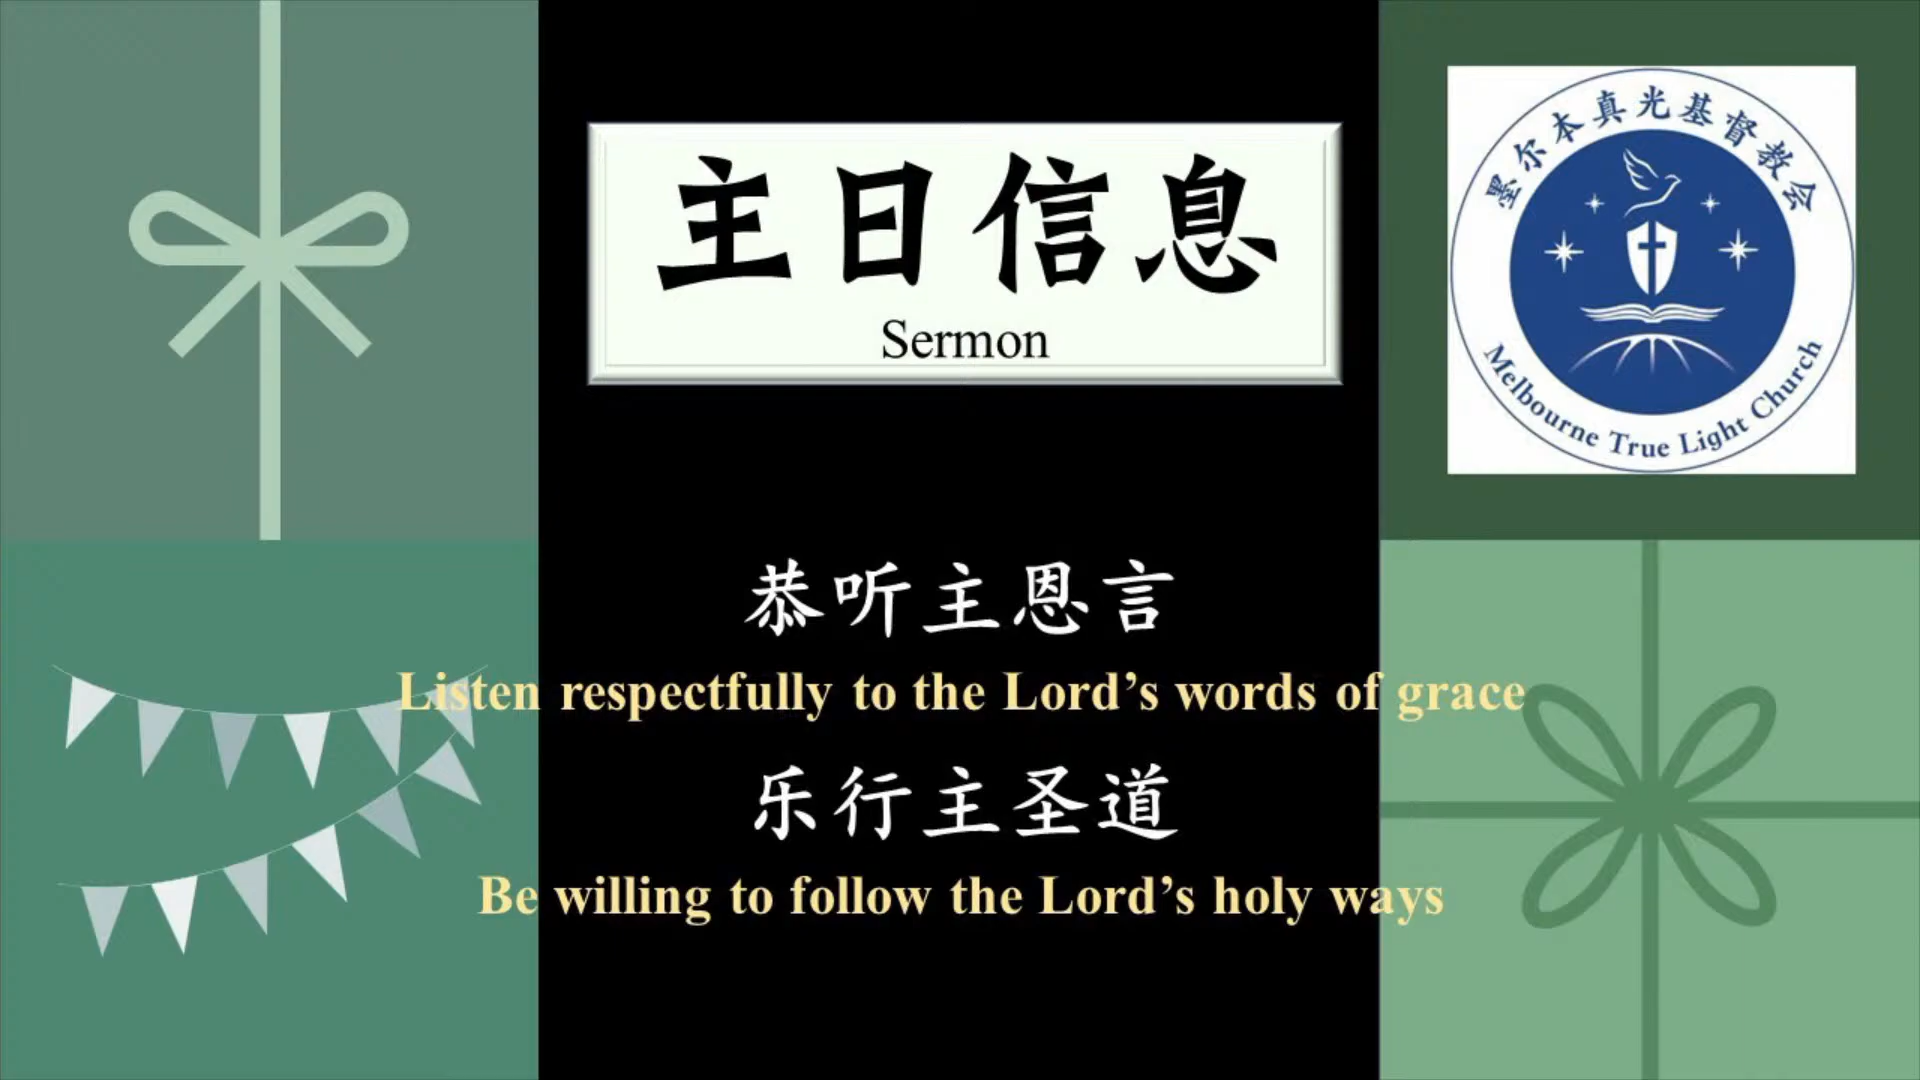 主日信息
Sermon
墨尔本真光基督教会
Melbourne True Light Church
恭听主恩言
Listen respectfully to the Lord’s words of grace
乐行主圣道
Be willing to follow the Lord’s holy ways